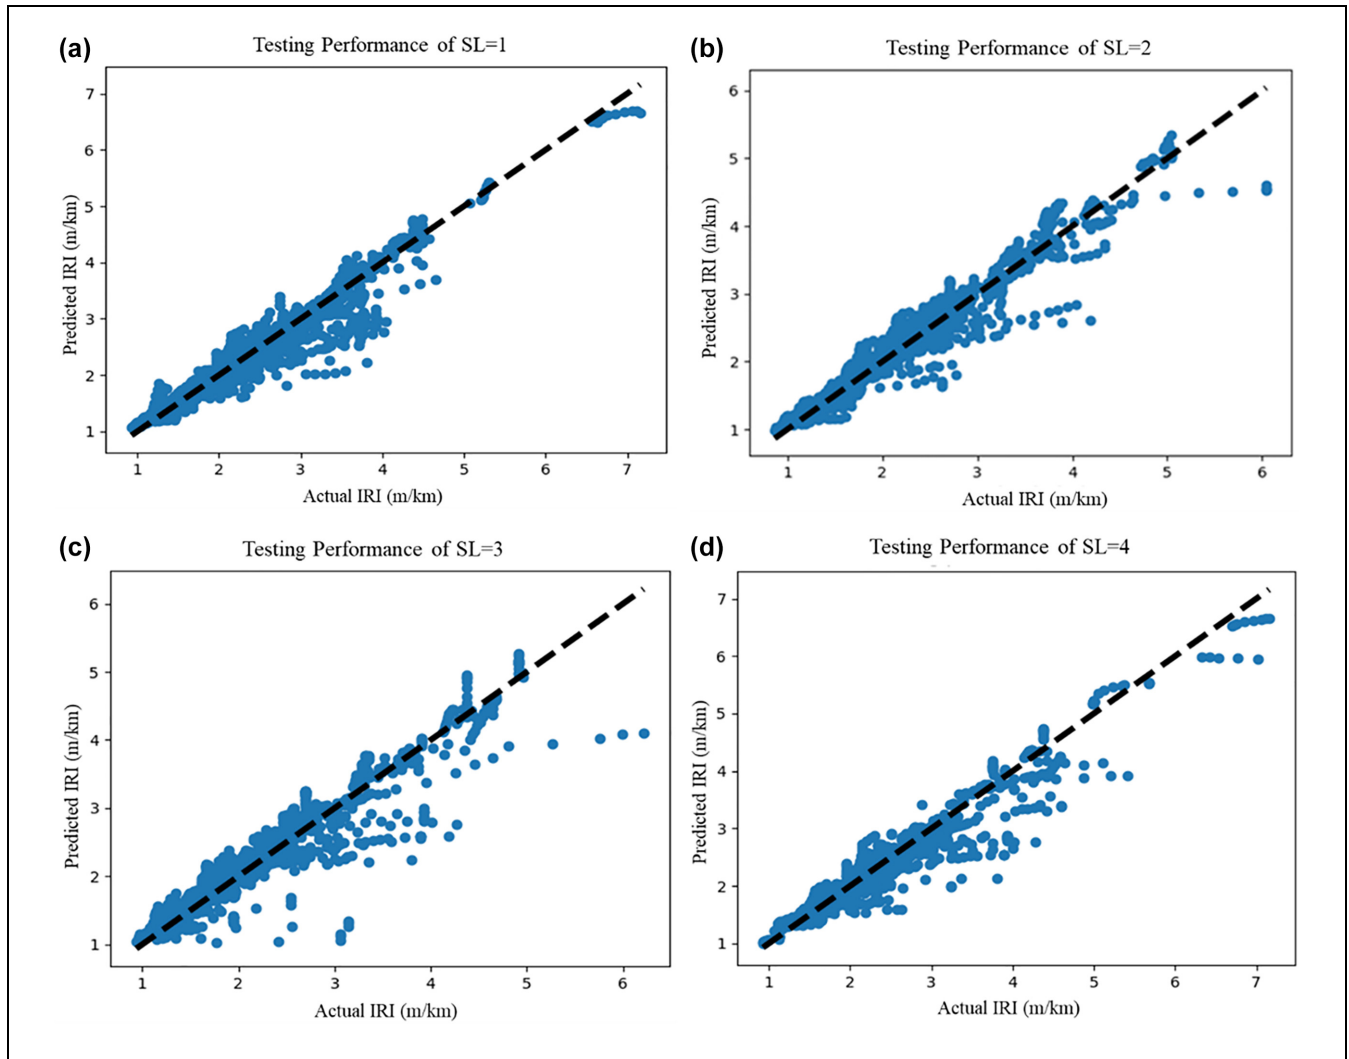 (a)
Testing Performance of SL=1
7
6
5
4
3
2
1
Predicted IRI (m/km)
1 2 3 4 5 6 7
Actual IRI (m/km)
(b)
Testing Performance of SL=2
6
5
4
3
2
1
Predicted IRI (m/km)
1 2 3 4 5 6
Actual IRI (m/km)
(c)
Testing Performance of SL=3
6
5
4
3
2
1
Predicted IRI (m/km)
1 2 3 4 5 6
Actual IRI (m/km)
(d)
Testing Performance of SL=4
7
6
5
4
3
2
1
Predicted IRI (m/km)
1 2 3 4 5 6 7
Actual IRI (m/km)